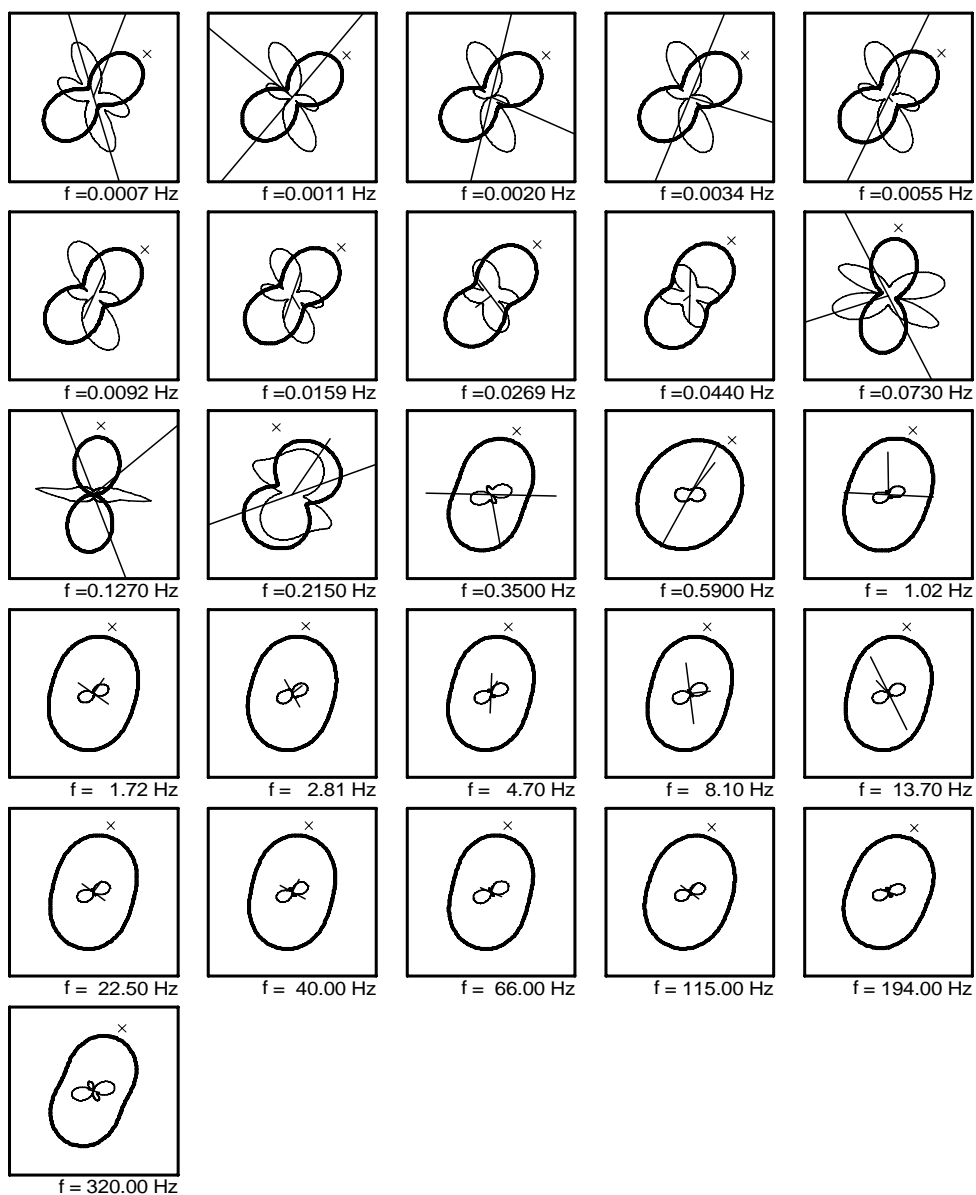 f =0.0007 Hz f =0.0011 Hz f =0.0020 Hz f =0.0034 Hz f =0.0055 Hz
f =0.0092 Hz f =0.0159 Hz f =0.0269 Hz f =0.0440 Hz f =0.0730 Hz
f =0.1270 Hz f =0.2150 Hz f =0.3500 Hz f =0.5900 Hz f = 1.02 Hz
f = 1.72 Hz f = 2.81 Hz f = 4.70 Hz f = 8.10 Hz f = 13.70 Hz
f = 22.50 Hz f = 40.00 Hz f = 66.00 Hz f = 115.00 Hz f = 194.00 Hz
f = 320.00 Hz